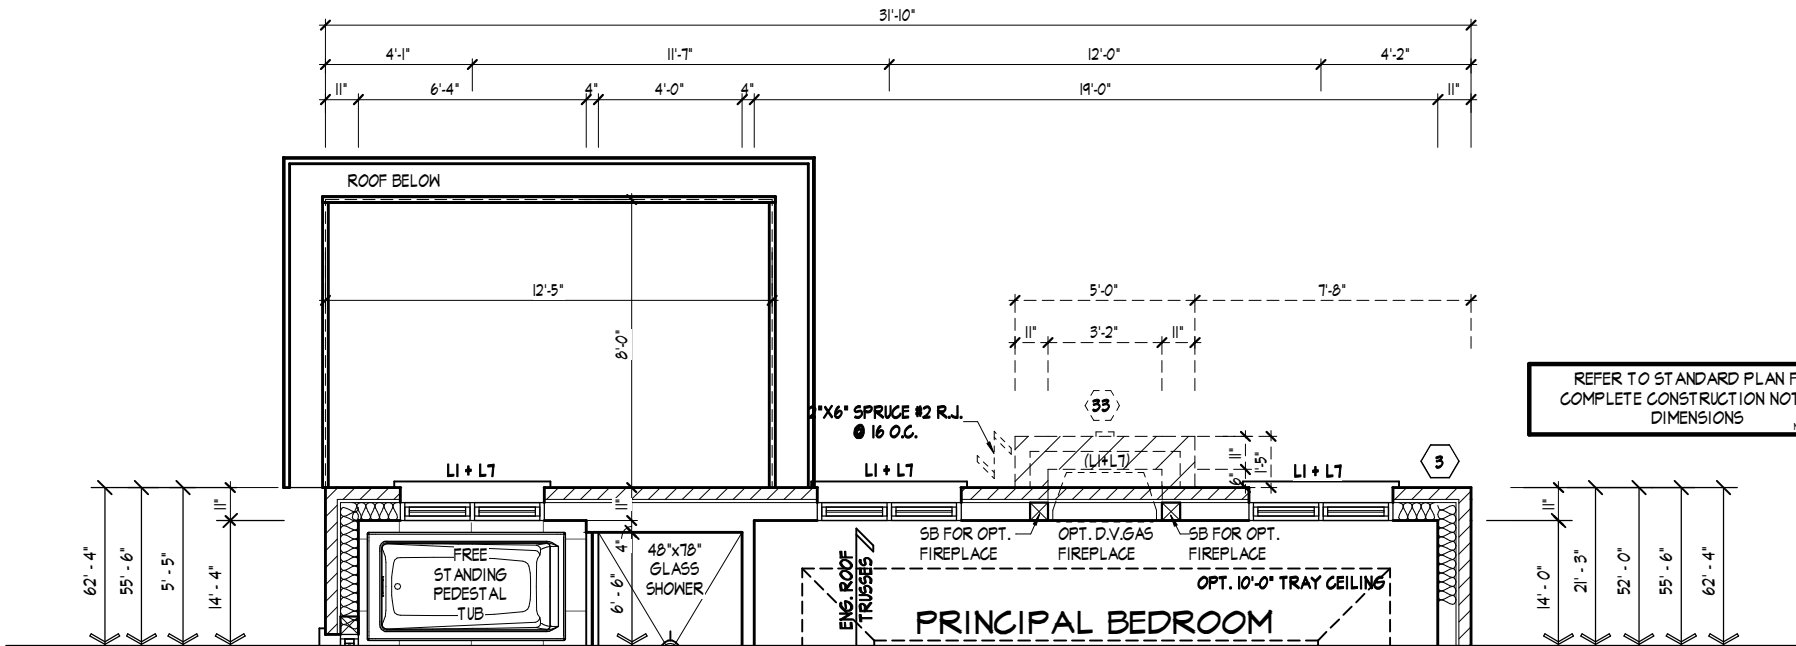 31'-10"
4'-1"
11'-7"
12'-0"
4'-2"
11"
6'-4"
4"
4'-0"
4"
19'-0"
11"
ROOF BELOW
12'-5"
8'-0"
5'-0"
7'-8"
11"
3'-2"
11"
33
"X6" SPRUCE #2 R.J.
@ 16 O.C.
REFER TO STANDARD PLAN F
COMPLETE CONSTRUCTION NOT
DIMENSIONS
L1 + L7
L1 + L7
(L1+L7)
11"
6"
1'-5"
L1 + L7
3
62' - 4"
55' - 6"
5' - 5"
11"
14' - 4"
11"
4"
6' - 6"
FREE
STANDING
PEDESTAL
TUB
48"x78"
GLASS
SHOWER
ENG. ROOF
TRUSSES
SB FOR OPT.
FIREPLACE
OPT. D.V.GAS
FIREPLACE
SB FOR OPT.
FIREPLACE
OPT. 10'-0" TRAY CEILING
PRINCIPAL BEDROOM
11"
14' - 0"
21' - 3"
52' - 0"
55' - 6"
62' - 4"